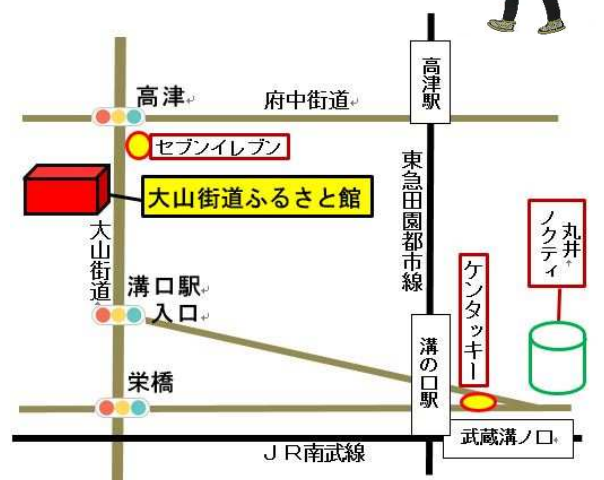 高津
府中街道
高津駅
セブンイレブン
大山街道ふるさと館
東急田園都市線
大山街道
丸井
ノクティ
ケンタッキー
溝口駅
入口
溝の口駅
栄橋
武蔵溝ノ口
JR南武線